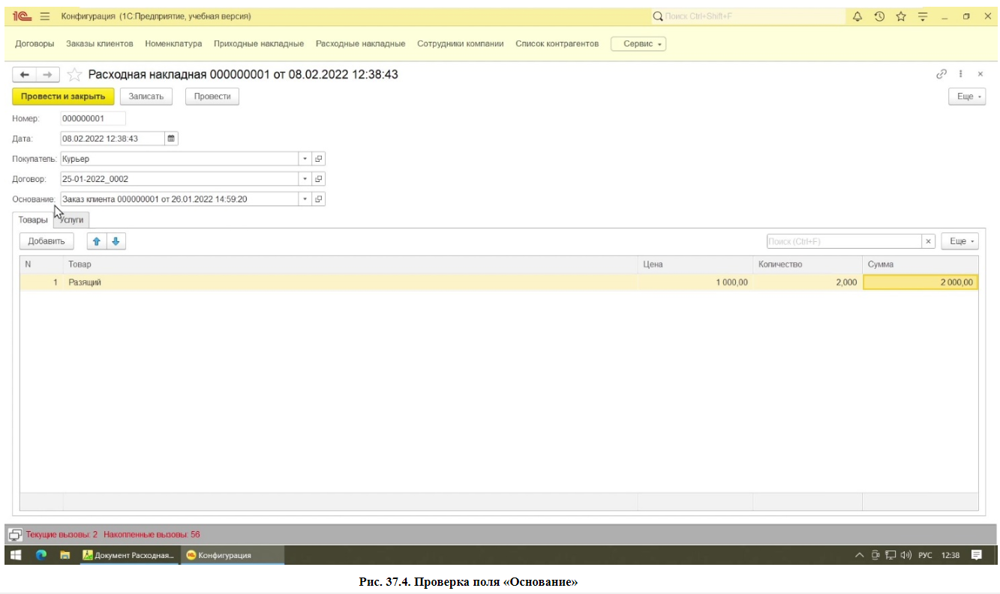 1С Конфигурация (1С:Предприятие, учебная версия) Поиск Ctrl+Shift+F
Договоры Заказы клиентов Номенклатура Приходные накладные Расходные накладные Сотрудники компании Список контрагентов Сервис
Расходная накладная 000000001 от 08.02.2022 12:38:43
Провести и закрыть Записать Провести Еще
Номер: 000000001
Дата: 08.02.2022 12:38:43
Покупатель: Курьер
Договор: 25-01-2022_0002
Основание: Заказ клиента 000000001 от 26.01.2022 14:59:20
Товары Услуги
Добавить Поиск (Ctrl+F) × Еще
N Товар Цена Количество Сумма
1 Разящий 1 000,00 2,000 2 000,00
Текущие вызовы: 2 Накопленные вызовы: 56
Документ Расходная... Конфигурация РУС 12:38
Рис. 37.4. Проверка поля «Основание»